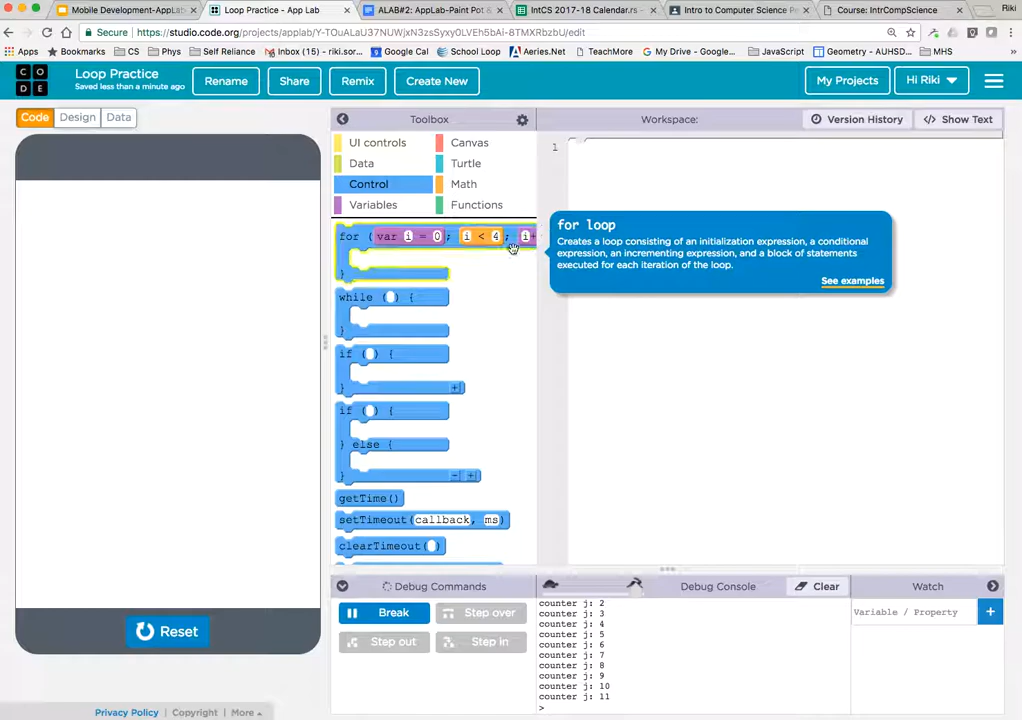 Mobile Development-AppLab
Loop Practice - App Lab
ALAB#2: AppLab-Paint Pot &
IntCS 2017-18 Calendar.rs -
Intro to Computer Science Pe
Course: IntrCompScience
Riki
Secure
https://studio.code.org/projects/applab/Y-TOuALaU37NUWjxN3zsSyxy0LVEh5bAi-8TMXRbzbU/edit
Apps
Bookmarks
CS
Phys
Self Reliance
Inbox (15) - riki.sor
Google Cal
School Loop
Aeries.Net
TeachMore
My Drive - Google
JavaScript
Geometry - AUHSD
MHS
C O
D E
Loop Practice
Saved less than a minute ago
Rename
Share
Remix
Create New
My Projects
Hi Riki
Code
Design
Data
Toolbox
Workspace:
Version History
</> Show Text
UI controls
Canvas
Data
Turtle
Control
Math
Variables
Functions
1
for ( var i = 0 ; i < 4 ; i+
}
while ( ) {
}
if ( ) {
} +
if ( ) {
} else {
} - +
getTime()
setTimeout(callback, ms)
clearTimeout( )
for loop
Creates a loop consisting of an initialization expression, a conditional
expression, an incrementing expression, and a block of statements
executed for each iteration of the loop.
See examples
Debug Commands
Debug Console
Clear
Watch
Break
Step over
Step out
Step in
counter j: 2
counter j: 3
counter j: 4
counter j: 5
counter j: 6
counter j: 7
counter j: 8
counter j: 9
counter j: 10
counter j: 11
>
Variable / Property
+
Reset
Privacy Policy | Copyright | More